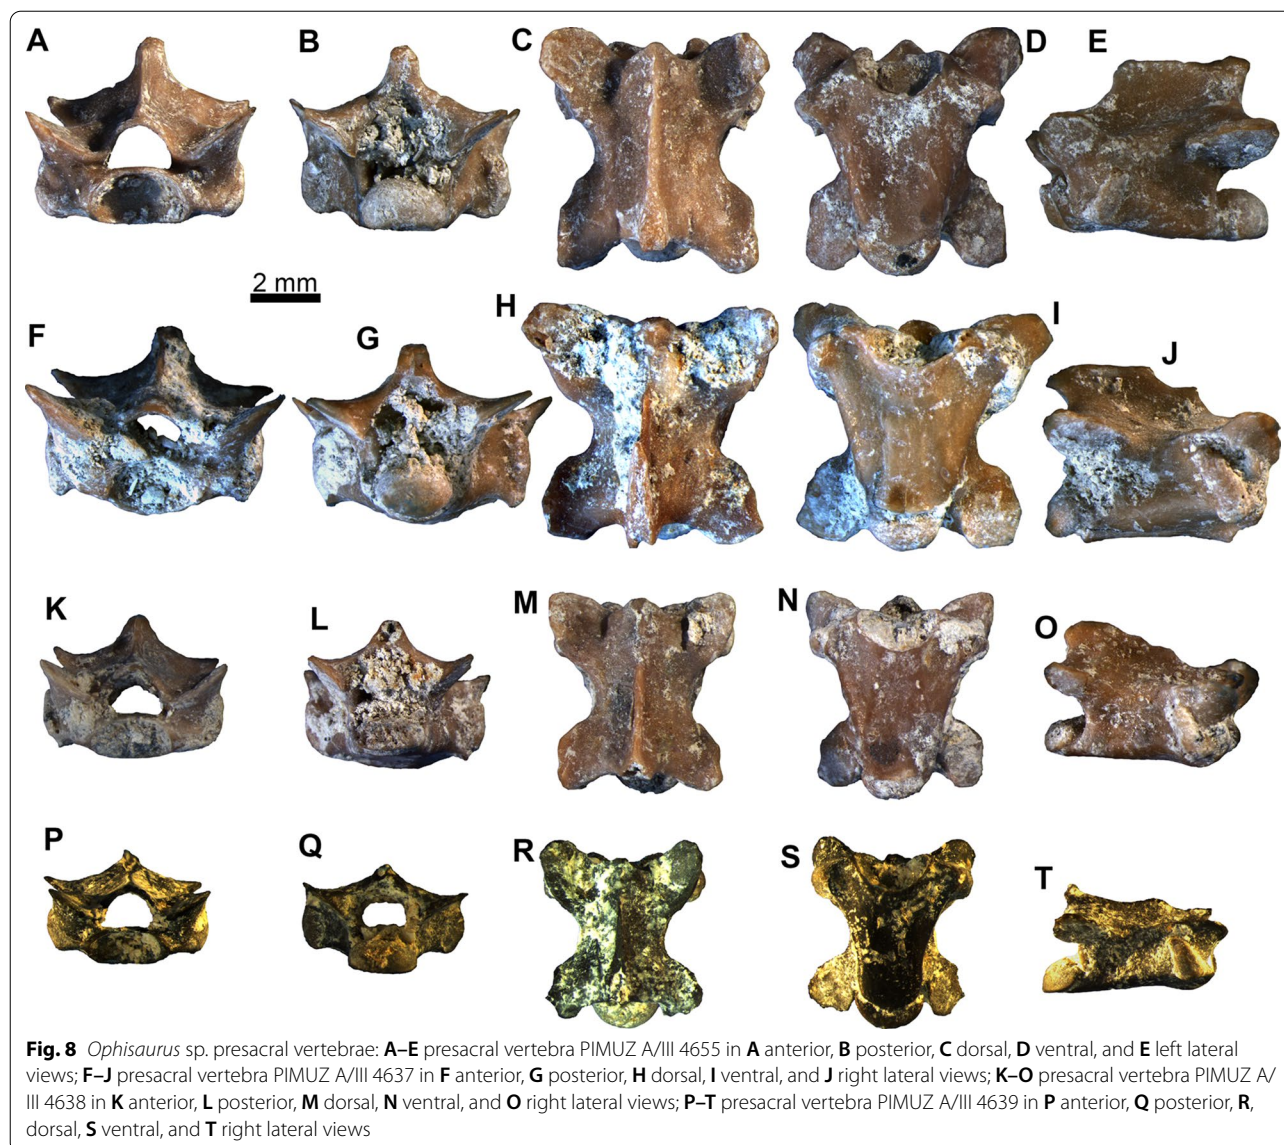 A B C D E
2 mm
F G H I J
K L M N O
P Q R S T
Fig. 8 Ophisaurus sp. presacral vertebrae: A–E presacral vertebra PIMUZ A/III 4655 in A anterior, B posterior, C dorsal, D ventral, and E left lateral
views; F–J presacral vertebra PIMUZ A/III 4637 in F anterior, G posterior, H dorsal, I ventral, and J right lateral views; K–O presacral vertebra PIMUZ A/
III 4638 in K anterior, L posterior, M dorsal, N ventral, and O right lateral views; P–T presacral vertebra PIMUZ A/III 4639 in P anterior, Q posterior, R,
dorsal, S ventral, and T right lateral views